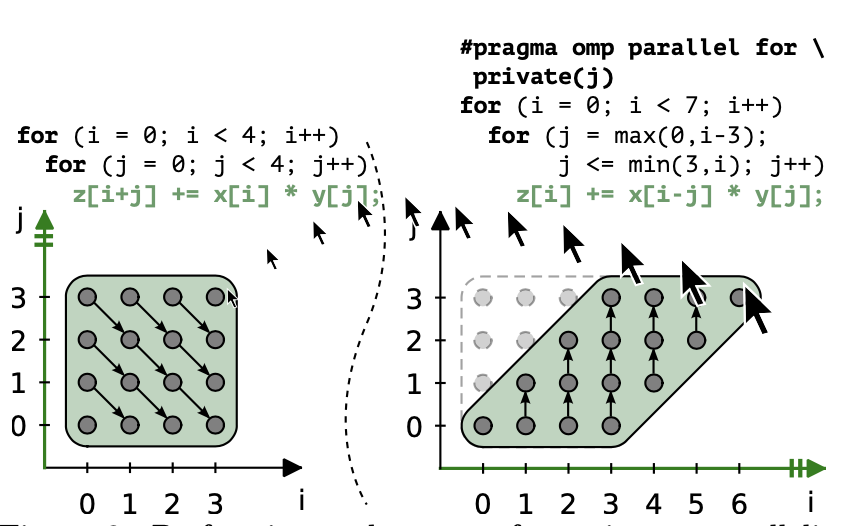 for (i = 0; i < 4; i++)
for (j = 0; j < 4; j++)
z[i+j] += x[i] * y[j];
j
3
2
1
0
0 1 2 3 i
#pragma omp parallel for \
private(j)
for (i = 0; i < 7; i++)
for (j = max(0,i-3);
j <= min(3,i); j++)
z[i] += x[i-j] * y[j];
j
3
2
1
0
0 1 2 3 4 5 6 i